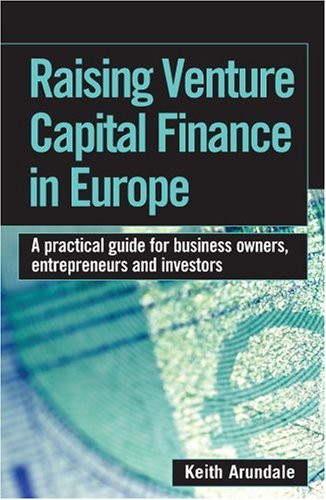 Raising Venture
Capital Finance
in Europe
A practical guide for business owners,
entrepreneurs and investors
Keith Arundale